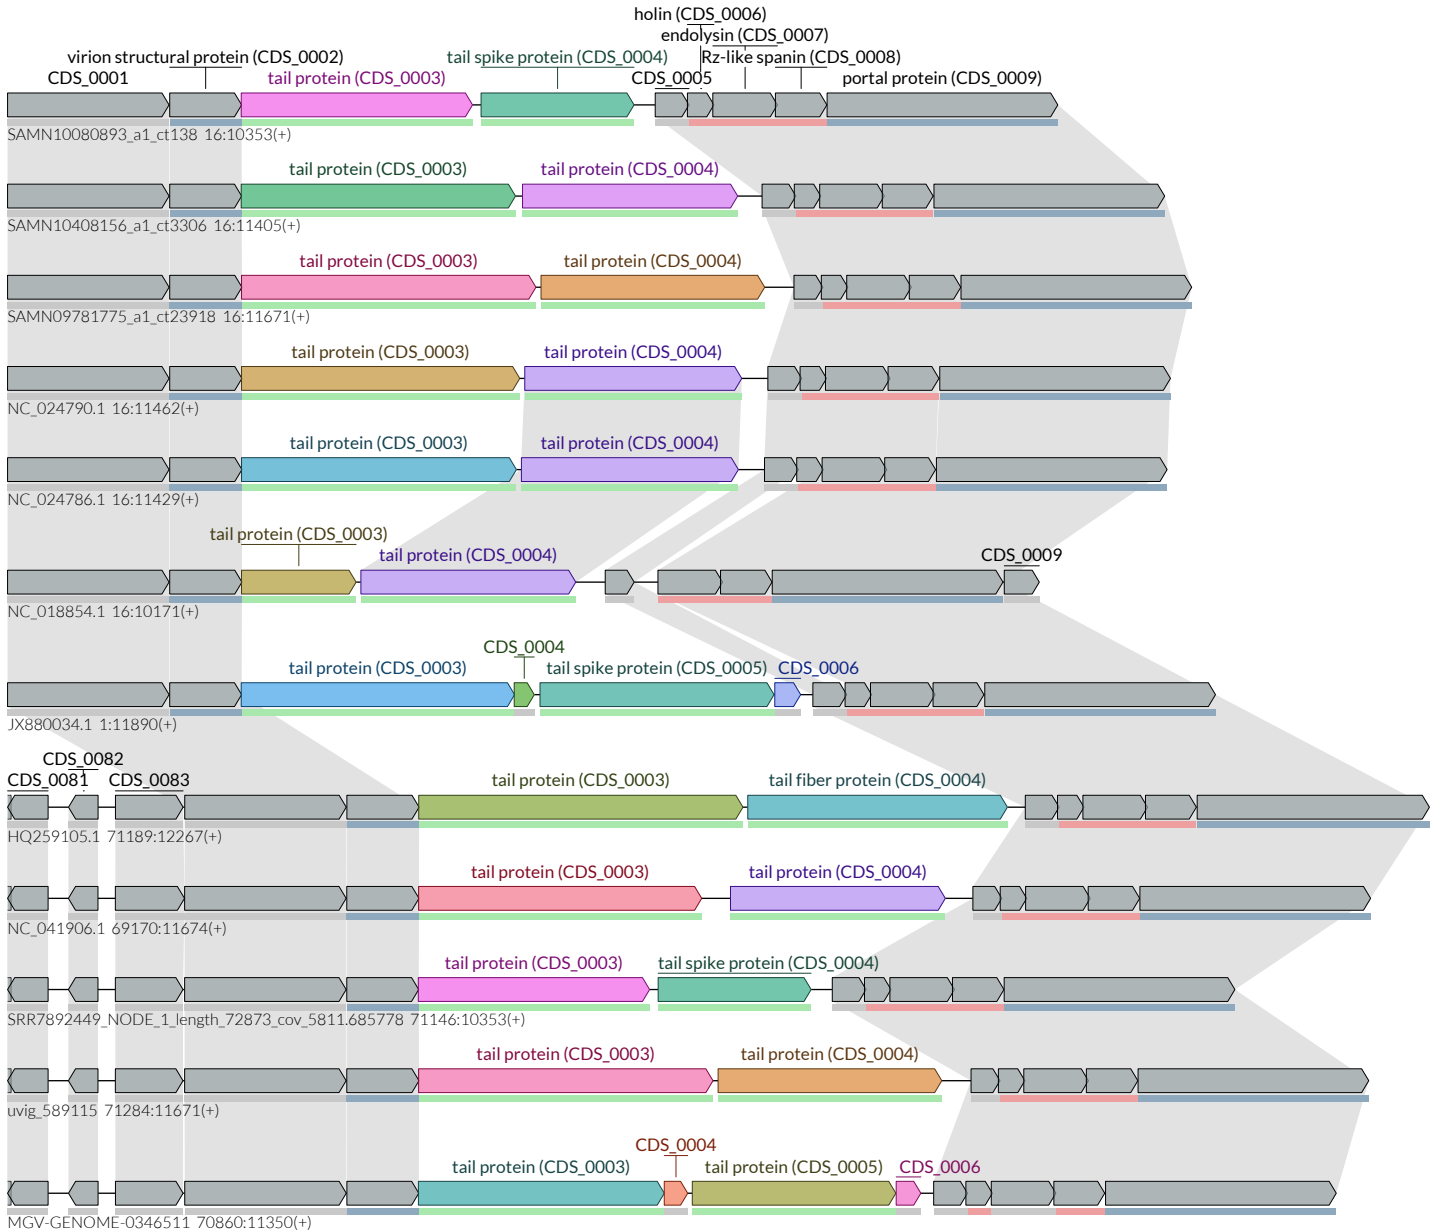 holin (CDS_0006)
endolysin (CDS_0007)
virion structural protein (CDS_0002) tail spike protein (CDS_0004) Rz-like spanin (CDS_0008)
CDS_0001 tail protein (CDS_0003) CDS_0005 portal protein (CDS_0009)
SAMN10080893_a1_ct138 16:10353(+)
tail protein (CDS_0003) tail protein (CDS_0004)
SAMN10408156_a1_ct3306 16:11405(+)
tail protein (CDS_0003) tail protein (CDS_0004)
SAMN09781775_a1_ct23918 16:11671(+)
tail protein (CDS_0003) tail protein (CDS_0004)
NC_024790.1 16:11462(+)
tail protein (CDS_0003) tail protein (CDS_0004)
NC_024786.1 16:11429(+)
tail protein (CDS_0003)
tail protein (CDS_0004) CDS_0009
NC_018854.1 16:10171(+)
CDS_0004
tail protein (CDS_0003) tail spike protein (CDS_0005) CDS_0006
JX880034.1 1:11890(+)
CDS_0082
CDS_0081 CDS_0083 tail protein (CDS_0003) tail fiber protein (CDS_0004)
HQ259105.1 71189:12267(+)
tail protein (CDS_0003) tail protein (CDS_0004)
NC_041906.1 69170:11674(+)
tail protein (CDS_0003) tail spike protein (CDS_0004)
SRR7892449_NODE_1_length_72873_cov_5811.685778 71146:10353(+)
tail protein (CDS_0003) tail protein (CDS_0004)
uvig_589115 71284:11671(+)
CDS_0004
tail protein (CDS_0003) tail protein (CDS_0005) CDS_0006
MGV-GENOME-0346511 70860:11350(+)